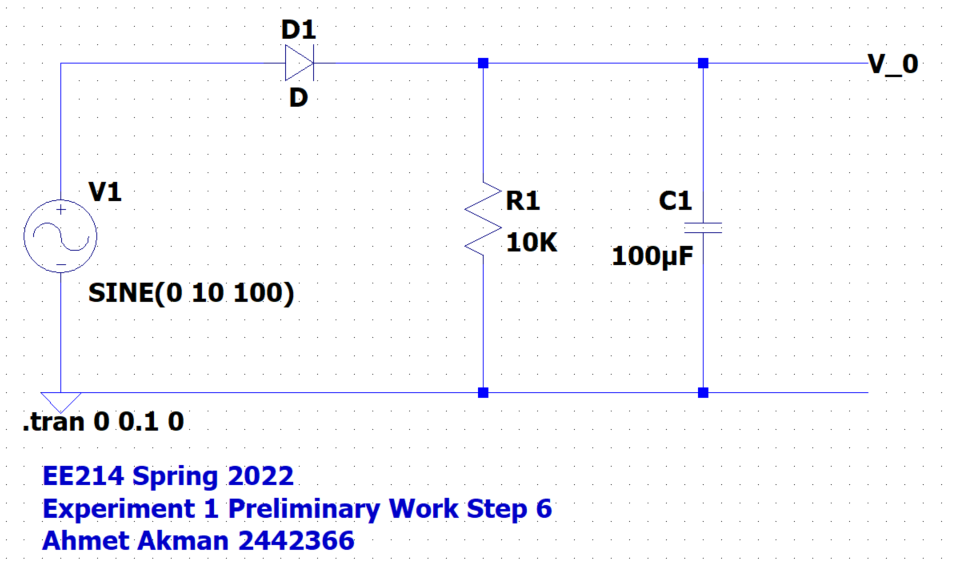 D1
D
V_0
V1
R1
C1
10K
100µF
SINE(0 10 100)
.tran 0 0.1 0
EE214 Spring 2022
Experiment 1 Preliminary Work Step 6
Ahmet Akman 2442366